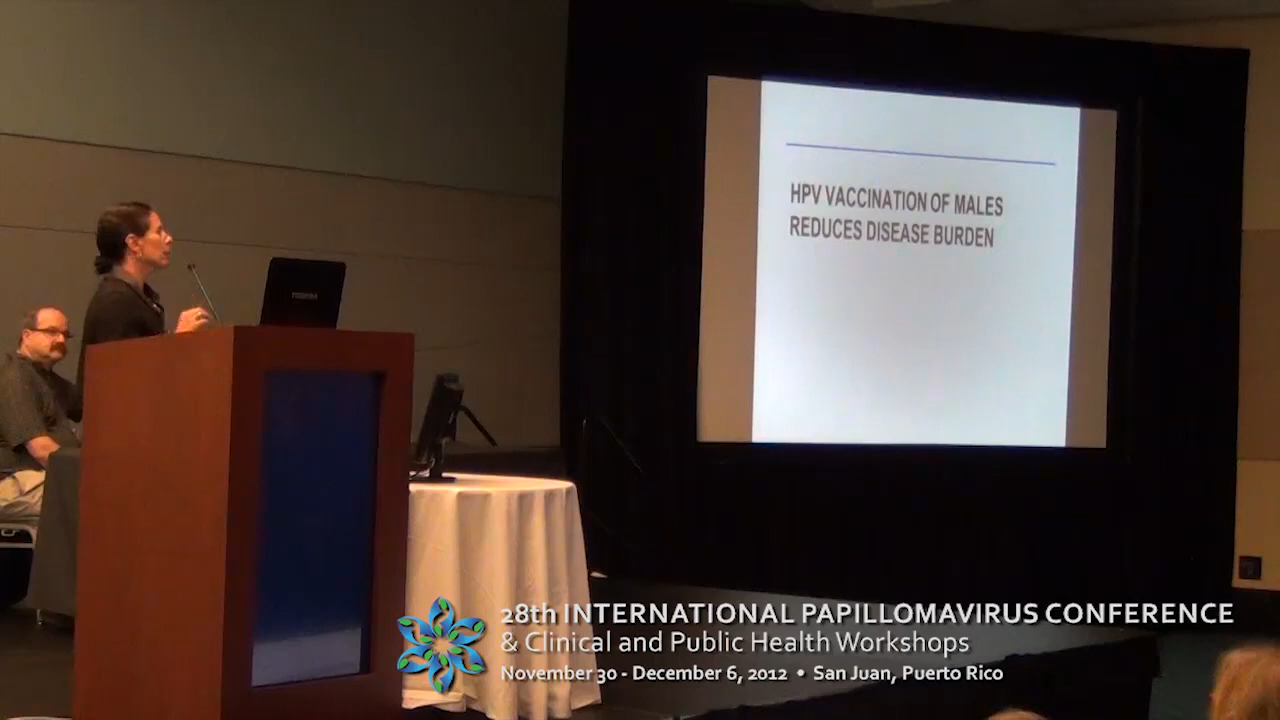 HPV VACCINATION OF MALES
REDUCES DISEASE BURDEN
TOSHIBA
28th INTERNATIONAL PAPILLOMAVIRUS CONFERENCE
& Clinical and Public Health Workshops
November 30 - December 6, 2012 • San Juan, Puerto Rico